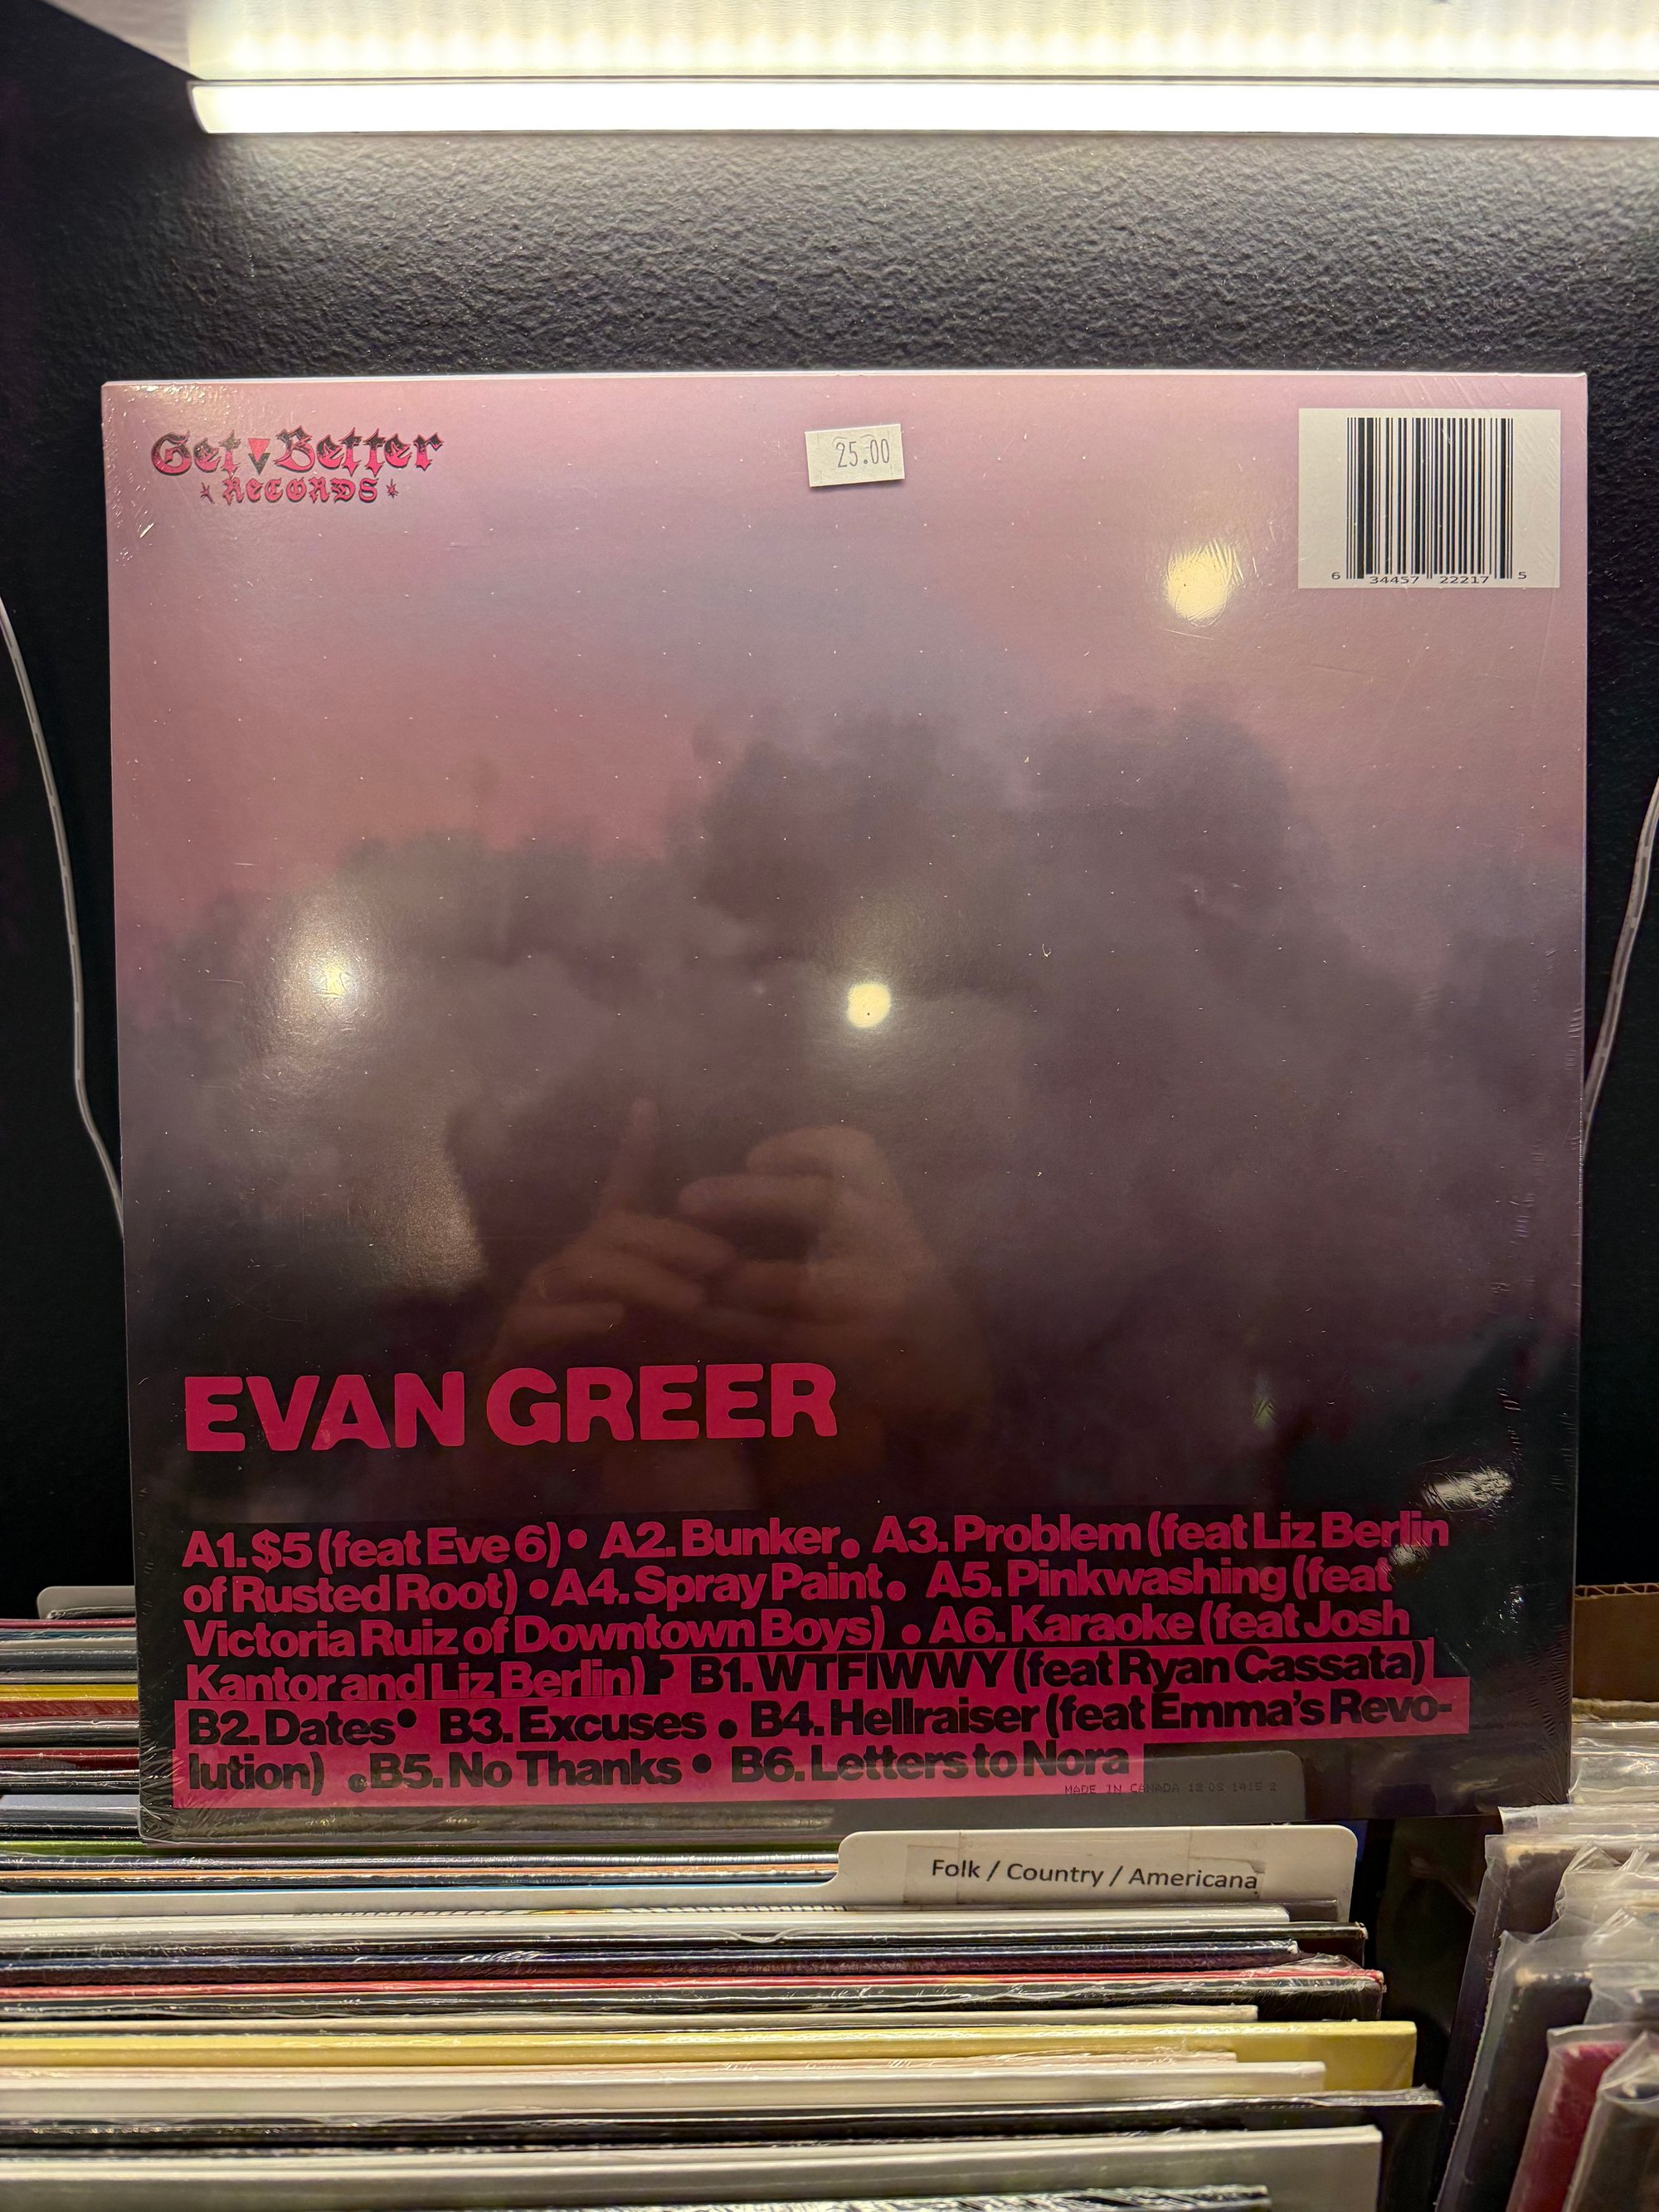 Get Better
RECORDS
25.00
6 34457 22217 5
EVAN GREER
A1. $5 (feat Eve 6) • A2. Bunker • A3. Problem (feat Liz Berlin
of Rusted Root) • A4. Spray Paint • A5. Pinkwashing (feat
Victoria Ruiz of Downtown Boys) • A6. Karaoke (feat Josh
Kantor and Liz Berlin) • B1. WTFIWWY (feat Ryan Cassata)
B2. Dates • B3. Excuses • B4. Hellraiser (feat Emma's Revo-
lution) • B5. No Thanks • B6. Letters to Nora
MADE IN CANADA
Folk / Country / Americana